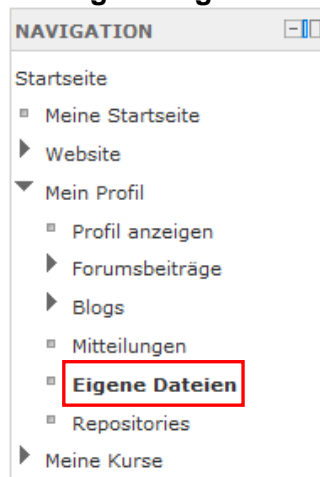 NAVIGATION
Startseite
Meine Startseite
Website
Mein Profil
Profil anzeigen
Forumsbeiträge
Blogs
Mitteilungen
Eigene Dateien
Repositories
Meine Kurse